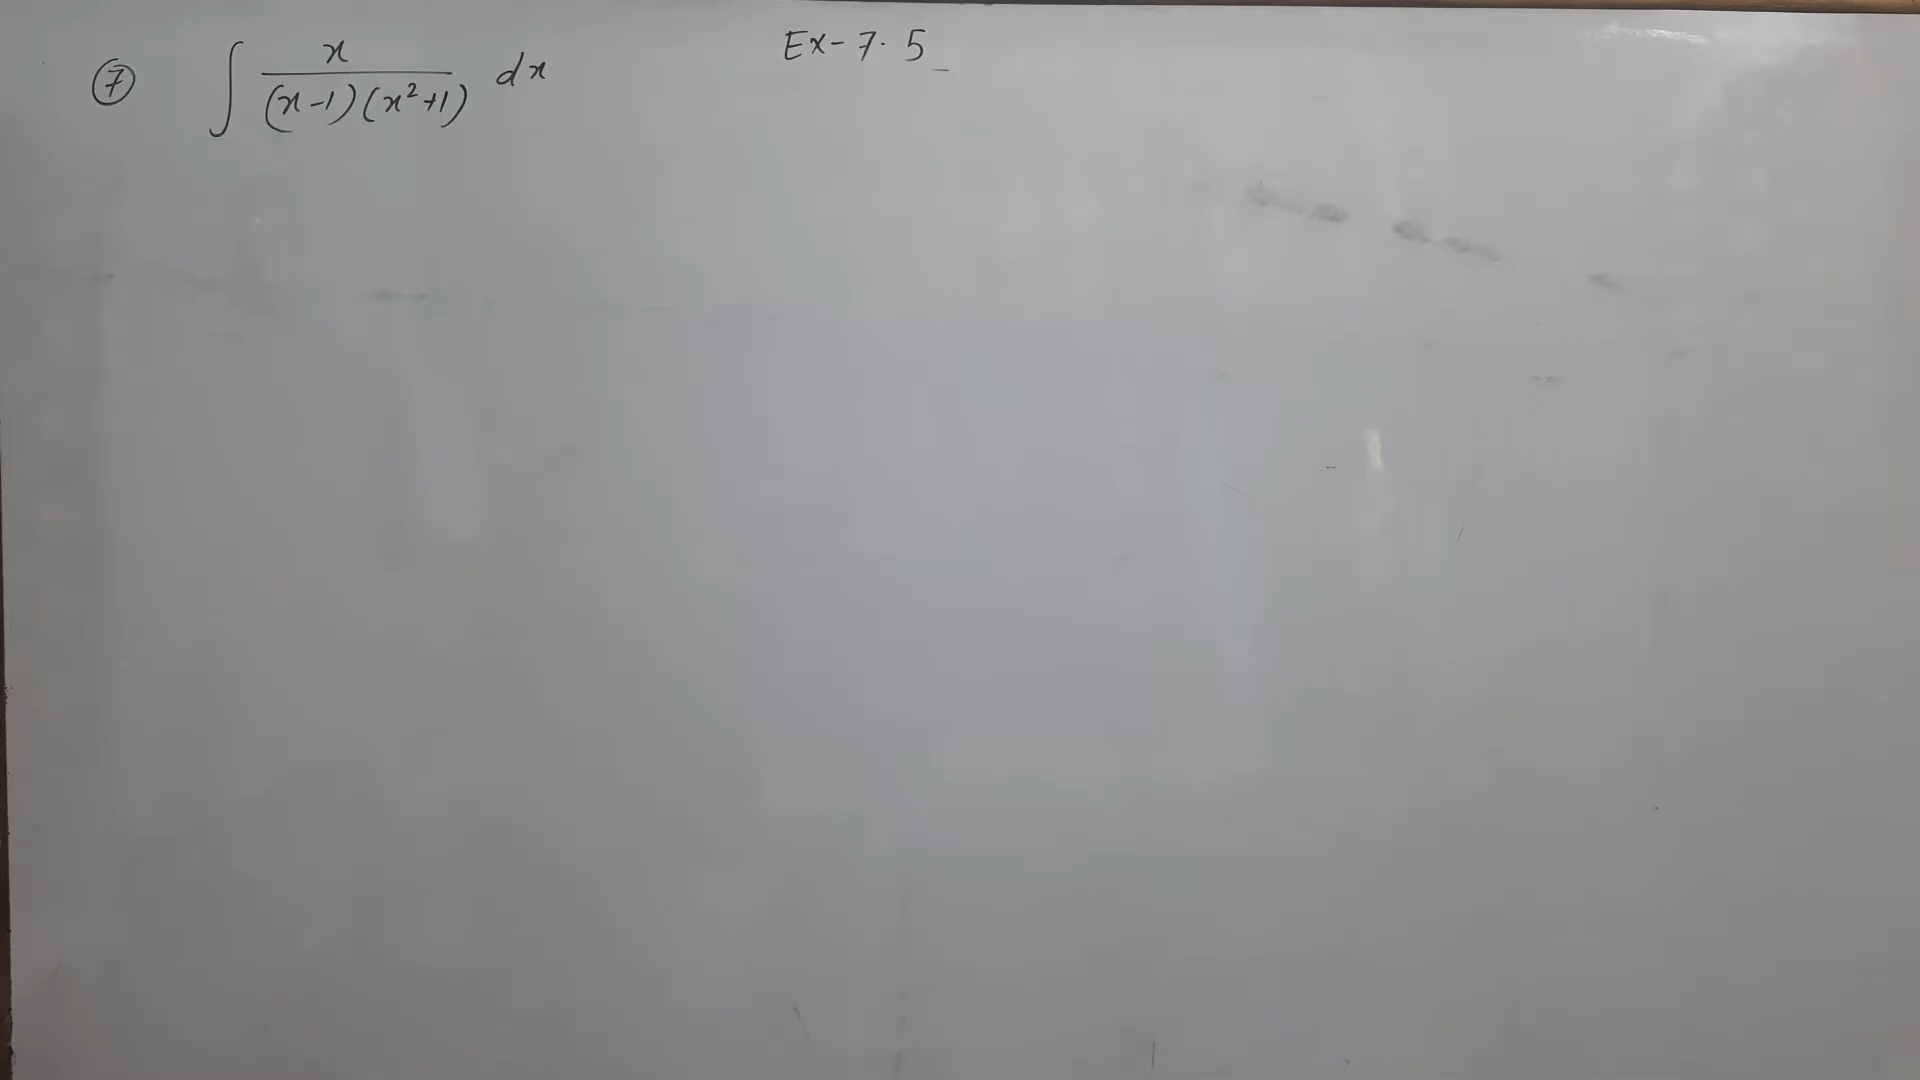 ⑦ ∫ x / (x-1)(x²+1) dx
Ex- 7.5